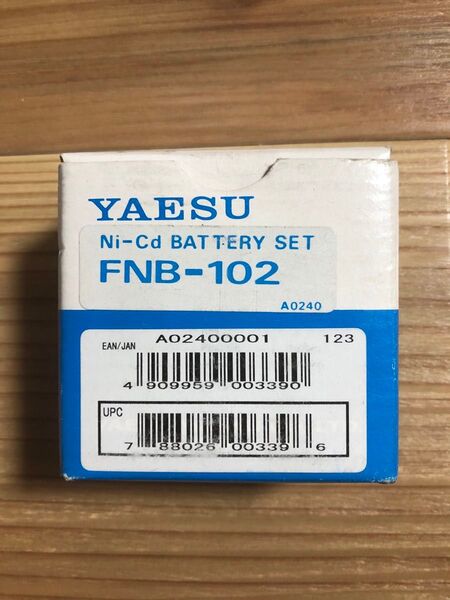 YAESU
Ni-Cd BATTERY SET
FNB-102
A0240
EAN/JAN A02400001 123
4 909959 003390
UPC
7 88026 00339 6